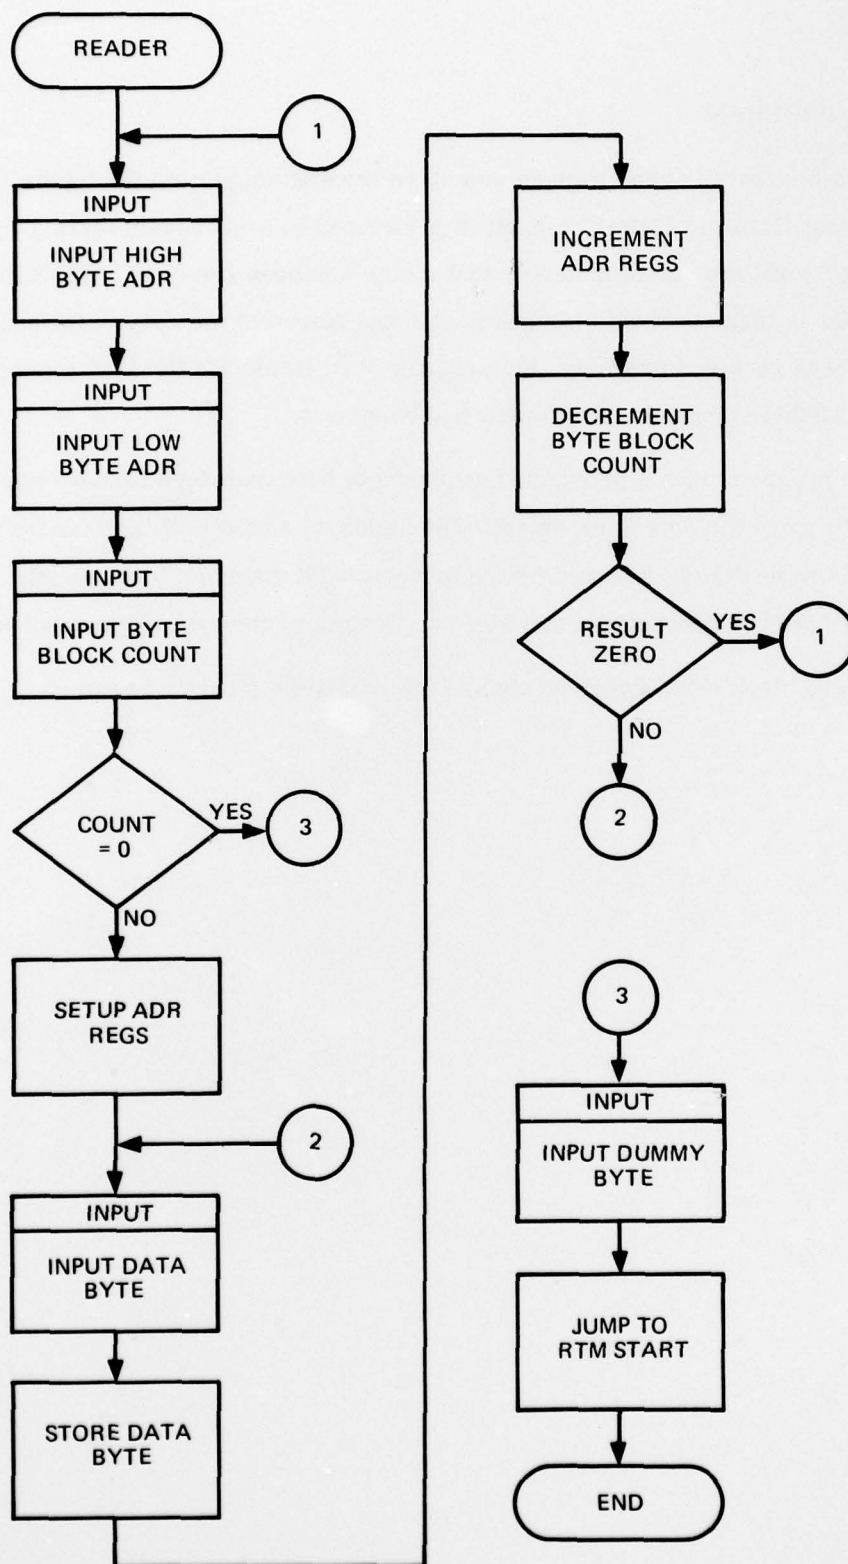 READER
1
INPUT
INPUT HIGH
BYTE ADR
INPUT
INPUT LOW
BYTE ADR
INPUT
INPUT BYTE
BLOCK COUNT
COUNT
= 0
YES
3
NO
SETUP ADR
REGS
2
INPUT
INPUT DATA
BYTE
STORE DATA
BYTE
INCREMENT
ADR REGS
DECREMENT
BYTE BLOCK
COUNT
RESULT
ZERO
YES
1
NO
2
3
INPUT
INPUT DUMMY
BYTE
JUMP TO
RTM START
END